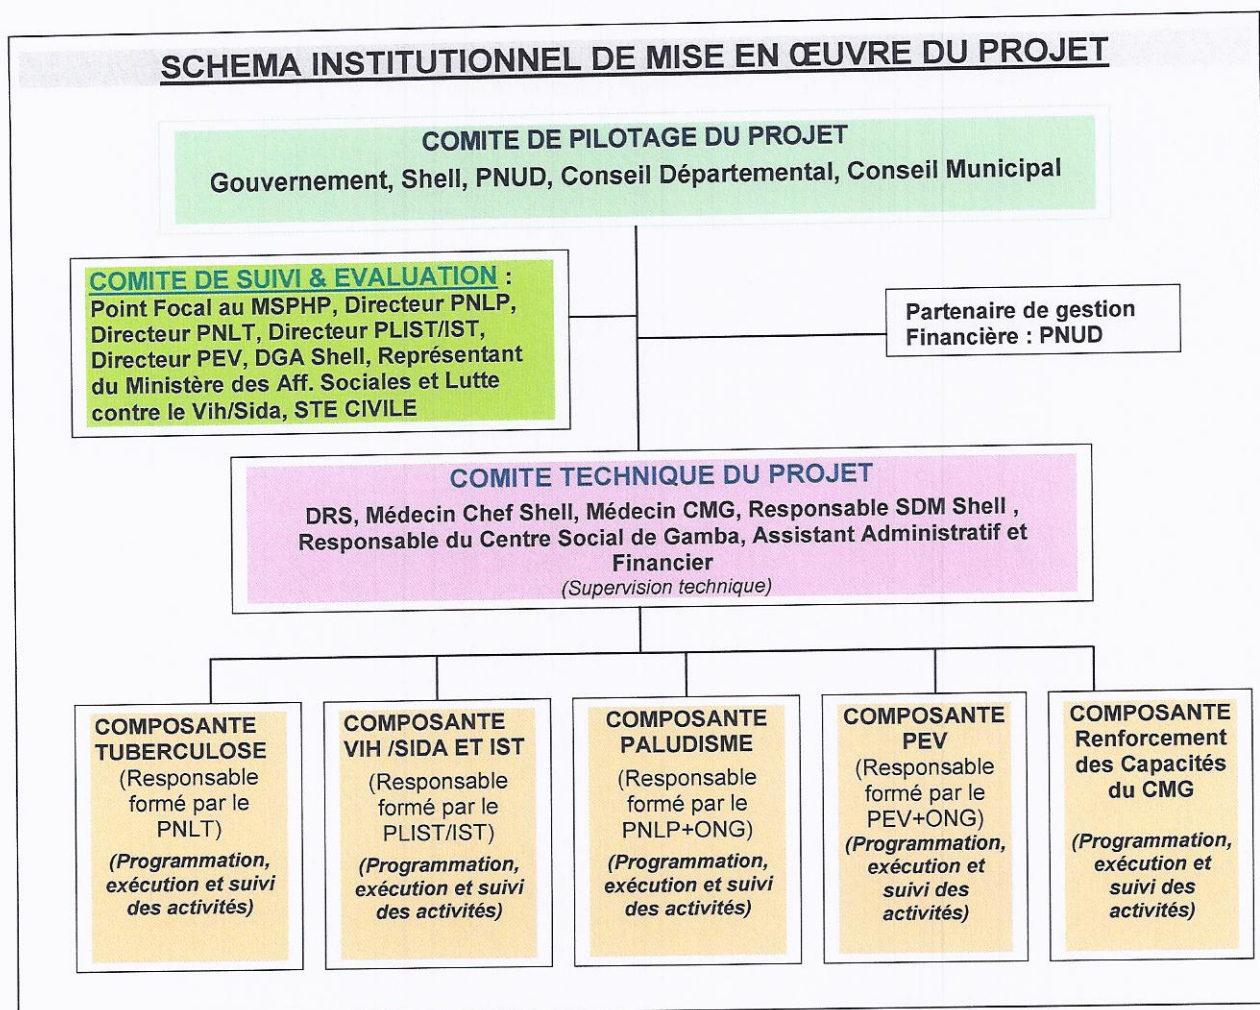 SCHEMA INSTITUTIONNEL DE MISE EN ŒUVRE DU PROJET
COMITE DE PILOTAGE DU PROJET
Gouvernement, Shell, PNUD, Conseil Départemental, Conseil Municipal
COMITE DE SUIVI & EVALUATION :
Point Focal au MSPHP, Directeur PNLP,
Directeur PNLT, Directeur PLIST/IST,
Directeur PEV, DGA Shell, Représentant
du Ministère des Aff. Sociales et Lutte
contre le Vih/Sida, STE CIVILE
Partenaire de gestion
Financière : PNUD
COMITE TECHNIQUE DU PROJET
DRS, Médecin Chef Shell, Médecin CMG, Responsable SDM Shell ,
Responsable du Centre Social de Gamba, Assistant Administratif et
Financier
(Supervision technique)
COMPOSANTE
TUBERCULOSE
(Responsable
formé par le
PNLT)
(Programmation,
exécution et suivi
des activités)
COMPOSANTE
VIH /SIDA ET IST
(Responsable
formé par le
PLIST/IST)
(Programmation,
exécution et suivi
des activités)
COMPOSANTE
PALUDISME
(Responsable
formé par le
PNLP+ONG)
(Programmation,
exécution et suivi
des activités)
COMPOSANTE
PEV
(Responsable
formé par le
PEV+ONG)
(Programmation,
exécution et
suivi des
activités)
COMPOSANTE
Renforcement
des Capacités
du CMG
(Programmation,
exécution et
suivi des
activités)